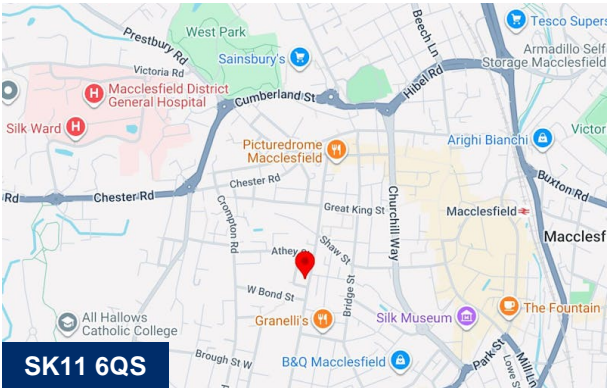 West Park
Prestbury Rd
Beech Ln
Tesco Supers
Sainsbury's
Armadillo Self
Storage Macclesfield
Victoria Rd
Hibel Rd
Macclesfield District
General Hospital
Cumberland St
Silk Ward
Picturedrome
Macclesfield
Arighi Bianchi
Victor
Chester Rd
Buxton Rd
Rd
Chester Rd
Crompton Rd
Great King St
Churchill Way
Macclesfield
Macclesf
Shaw St
Athey St
Bridge St
W Bond St
All Hallows
Catholic College
Granelli's
Silk Museum
The Fountain
Mill Ln
Brough St W
B&Q Macclesfield
Park St
Lowe
SK11 6QS